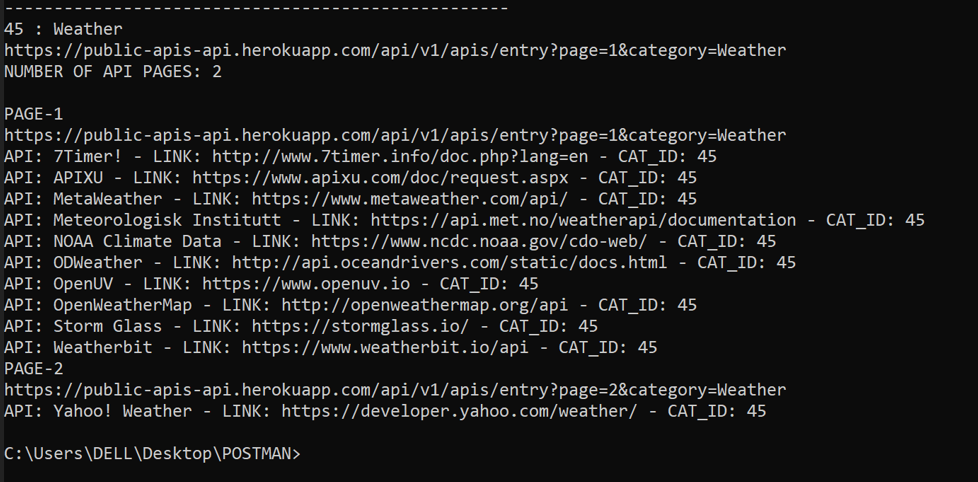 ---------------------------------------------------
45 : Weather
https://public-apis-api.herokuapp.com/api/v1/apis/entry?page=1&category=Weather
NUMBER OF API PAGES: 2
PAGE-1
https://public-apis-api.herokuapp.com/api/v1/apis/entry?page=1&category=Weather
API: 7Timer! - LINK: http://www.7timer.info/doc.php?lang=en - CAT_ID: 45
API: APIXU - LINK: https://www.apixu.com/doc/request.aspx - CAT_ID: 45
API: MetaWeather - LINK: https://www.metaweather.com/api/ - CAT_ID: 45
API: Meteorologisk Institutt - LINK: https://api.met.no/weatherapi/documentation - CAT_ID: 45
API: NOAA Climate Data - LINK: https://www.ncdc.noaa.gov/cdo-web/ - CAT_ID: 45
API: ODWeather - LINK: http://api.oceandrivers.com/static/docs.html - CAT_ID: 45
API: OpenUV - LINK: https://www.openuv.io - CAT_ID: 45
API: OpenWeatherMap - LINK: http://openweathermap.org/api - CAT_ID: 45
API: Storm Glass - LINK: https://stormglass.io/ - CAT_ID: 45
API: Weatherbit - LINK: https://www.weatherbit.io/api - CAT_ID: 45
PAGE-2
https://public-apis-api.herokuapp.com/api/v1/apis/entry?page=2&category=Weather
API: Yahoo! Weather - LINK: https://developer.yahoo.com/weather/ - CAT_ID: 45
C:\Users\DELL\Desktop\POSTMAN>